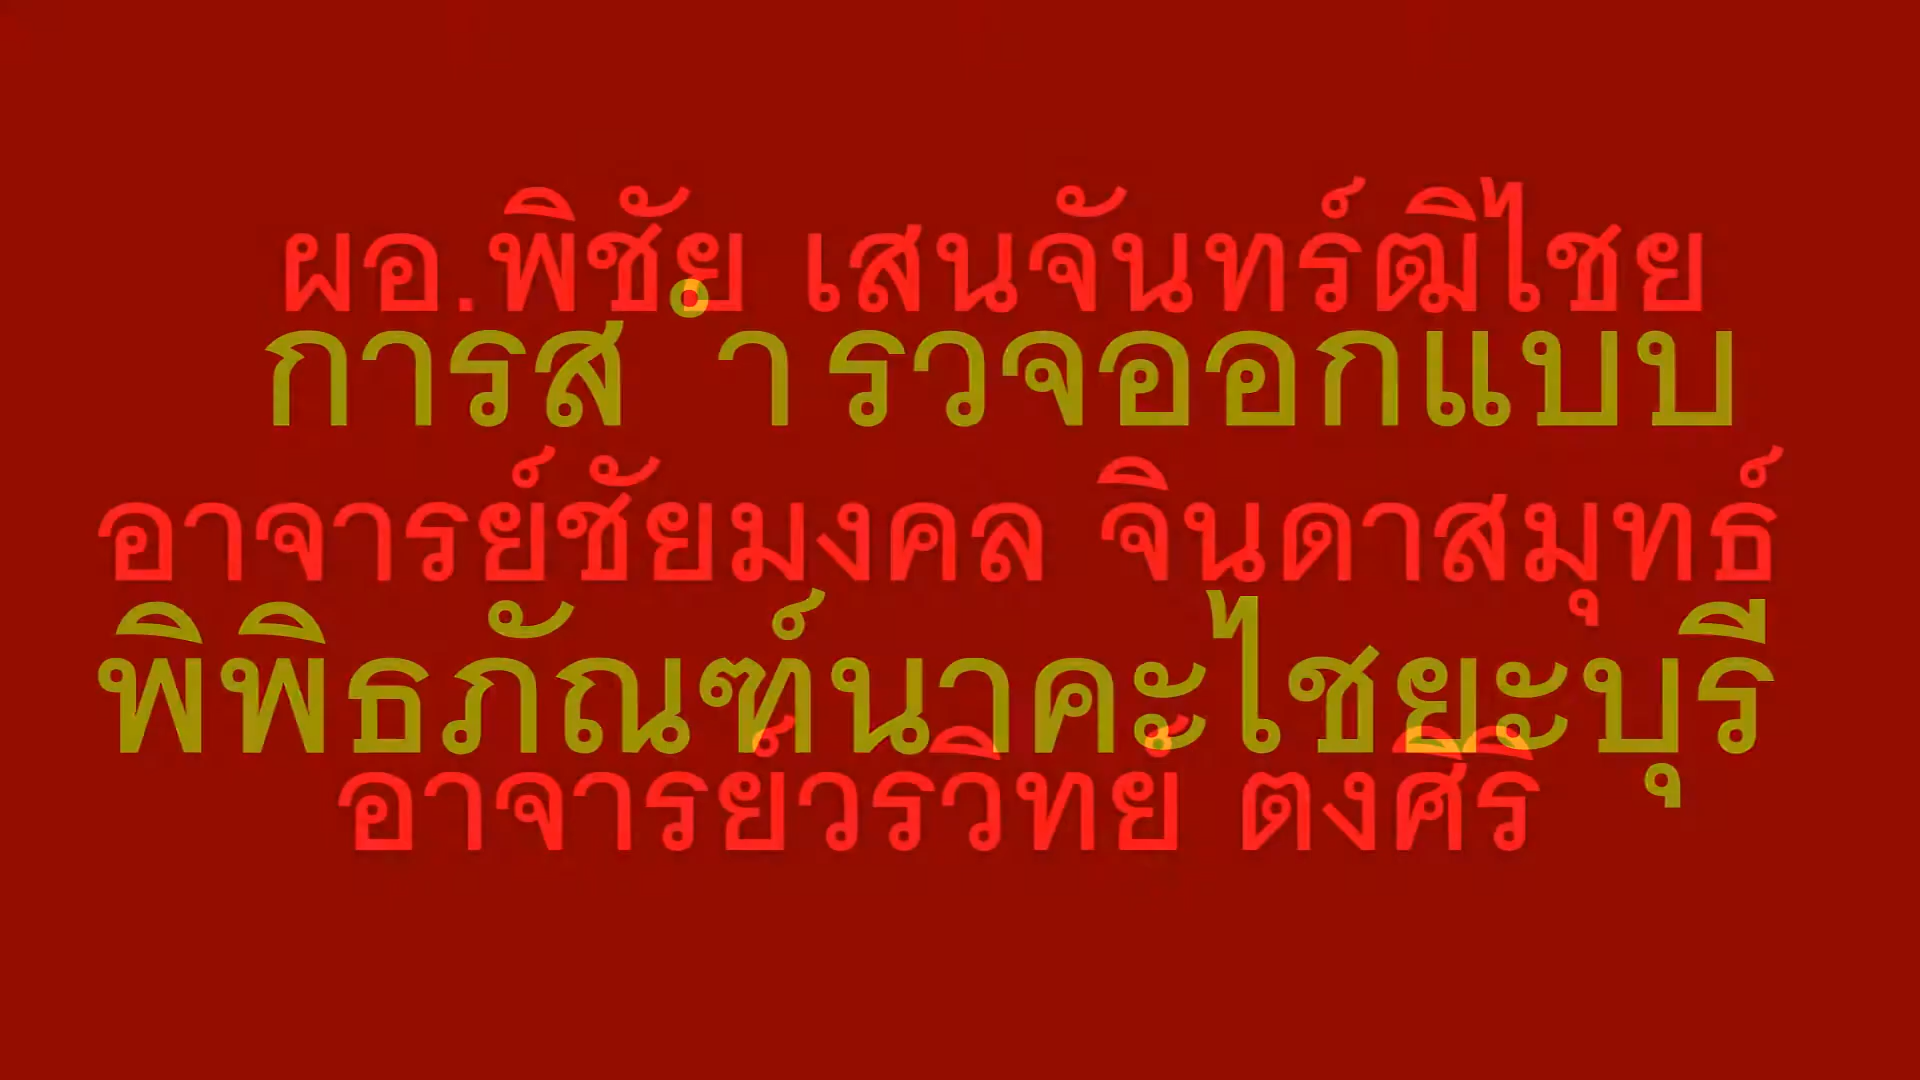 ผอ.พิชัย เสนจันทร์ฒิไชย
การสำรวจออกแบบ
อาจารย์ชัยมงคล จินดาสมุทธ์
พิพิธภัณฑ์นาคะไชยะบุรี
อาจารย์วรวิทย์ ตงศิริ